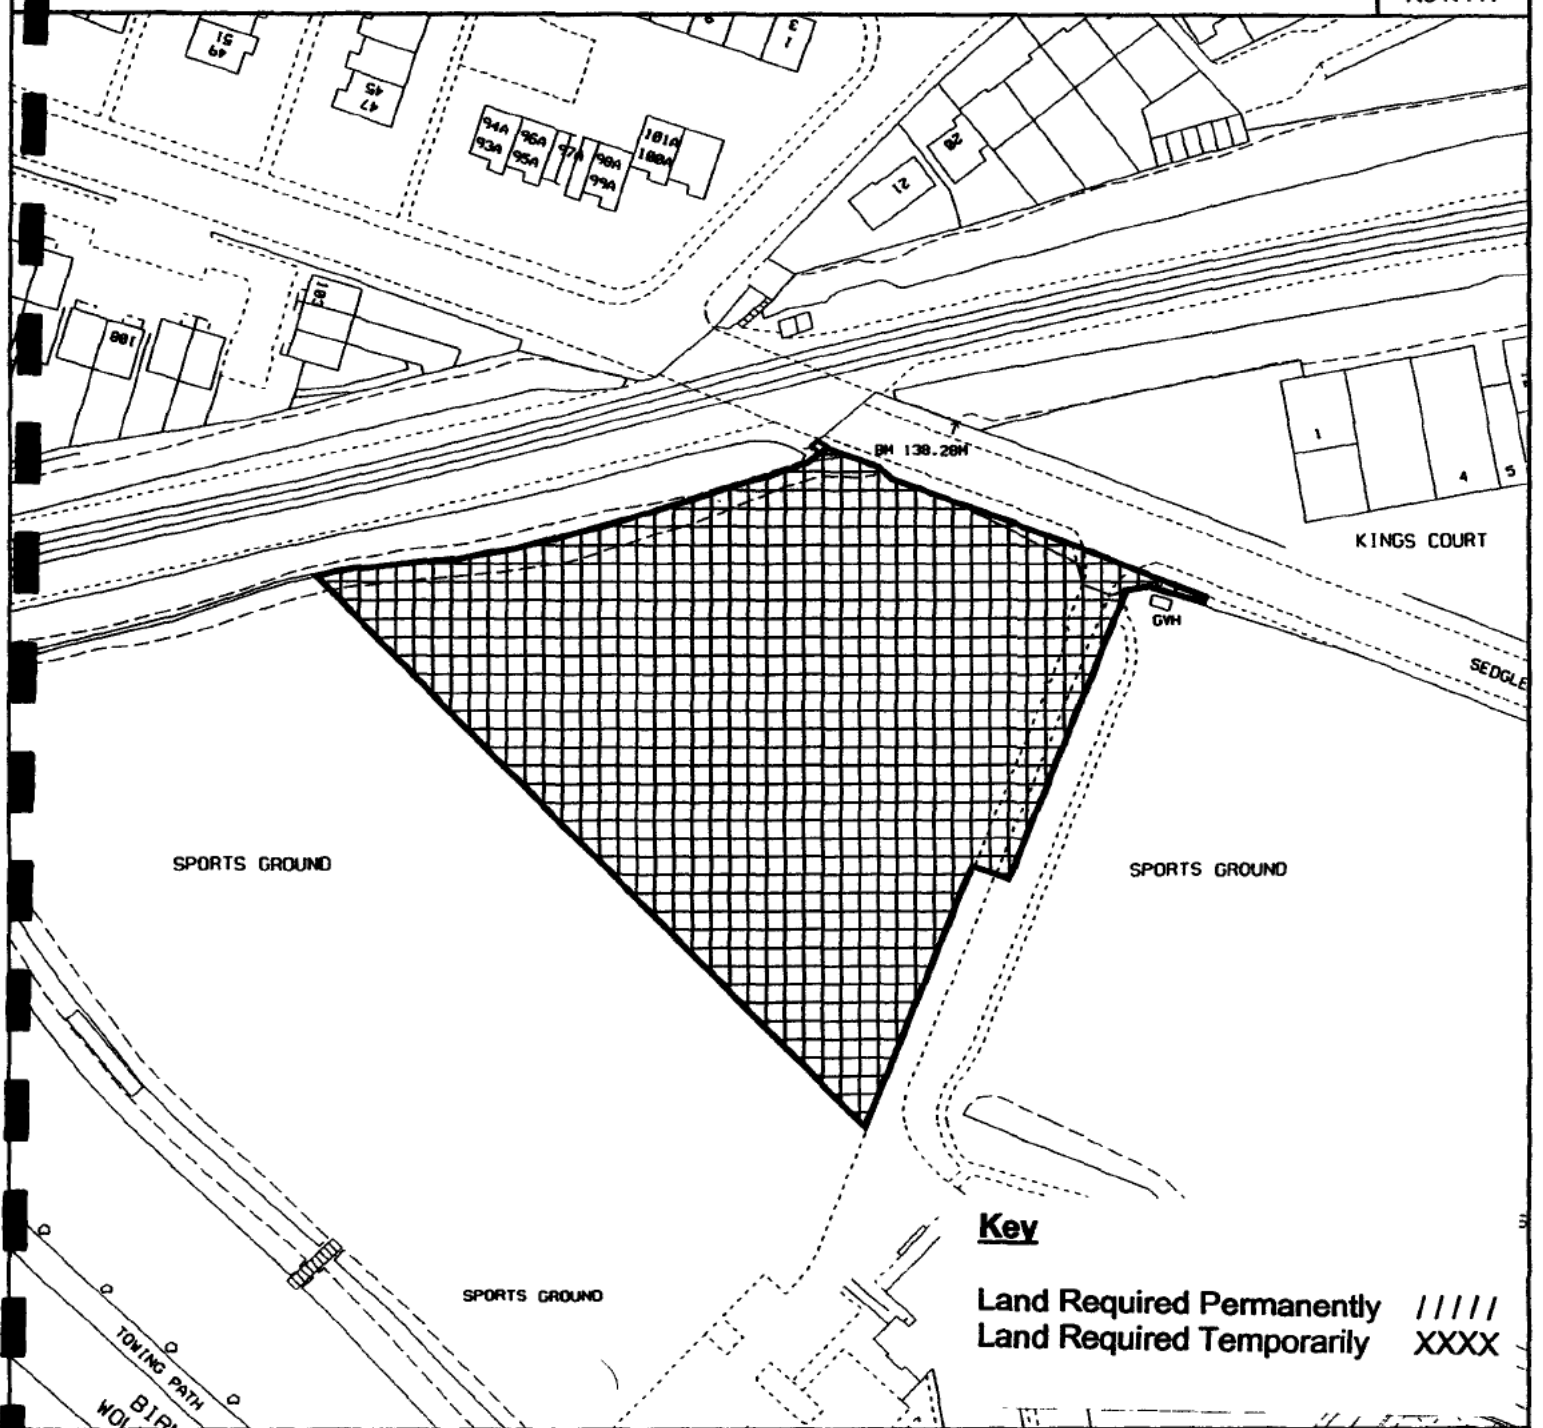 3
1
49
51
45
47
94A
93A
96A
95A
97A
98A
99A
101A
100A
20
21
103
108
T
BM 138.28M
1
4
5
KINGS COURT
GVH
SPORTS GROUND
SPORTS GROUND
SPORTS GROUND
TOWING PATH
Key
Land Required Permanently /////
Land Required Temporarily XXXX